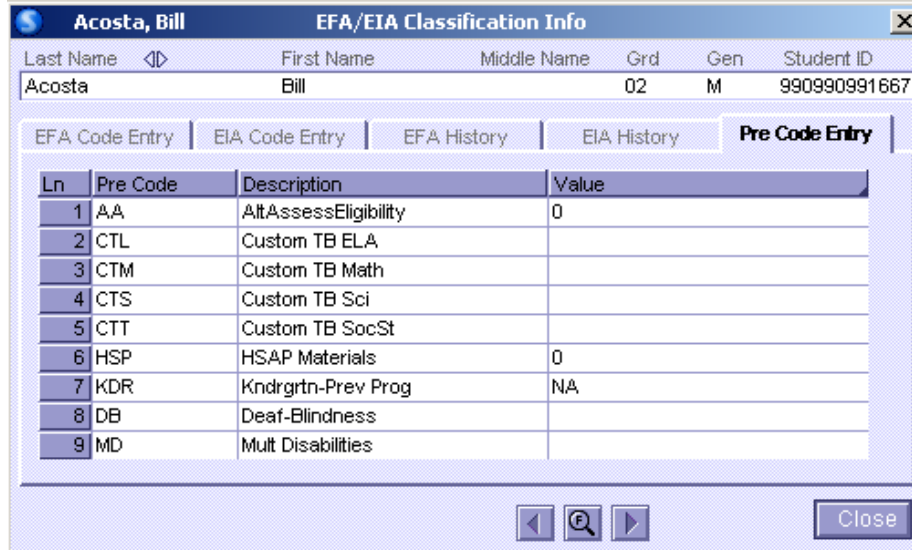 Acosta, Bill EFA/EIA Classification Info
Last Name First Name Middle Name Grd Gen Student ID
Acosta Bill 02 M 990990991667
EFA Code Entry EIA Code Entry EFA History EIA History Pre Code Entry
Ln Pre Code Description Value
1 AA AltAssessEligibility 0
2 CTL Custom TB ELA
3 CTM Custom TB Math
4 CTS Custom TB Sci
5 CTT Custom TB SocSt
6 HSP HSAP Materials 0
7 KDR Kndrgrtn-Prev Prog NA
8 DB Deaf-Blindness
9 MD Mult Disabilities
Close